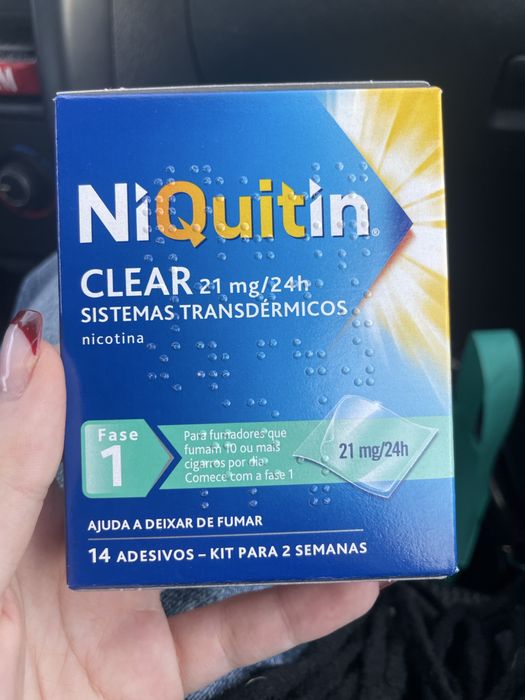 NiQuitin®
CLEAR 21 mg/24h
SISTEMAS TRANSDÉRMICOS
nicotina
Fase
1
Para fumadores que
fumam 10 ou mais
cigarros por dia
Comece com a fase 1
21 mg/24h
AJUDA A DEIXAR DE FUMAR
14 ADESIVOS – KIT PARA 2 SEMANAS